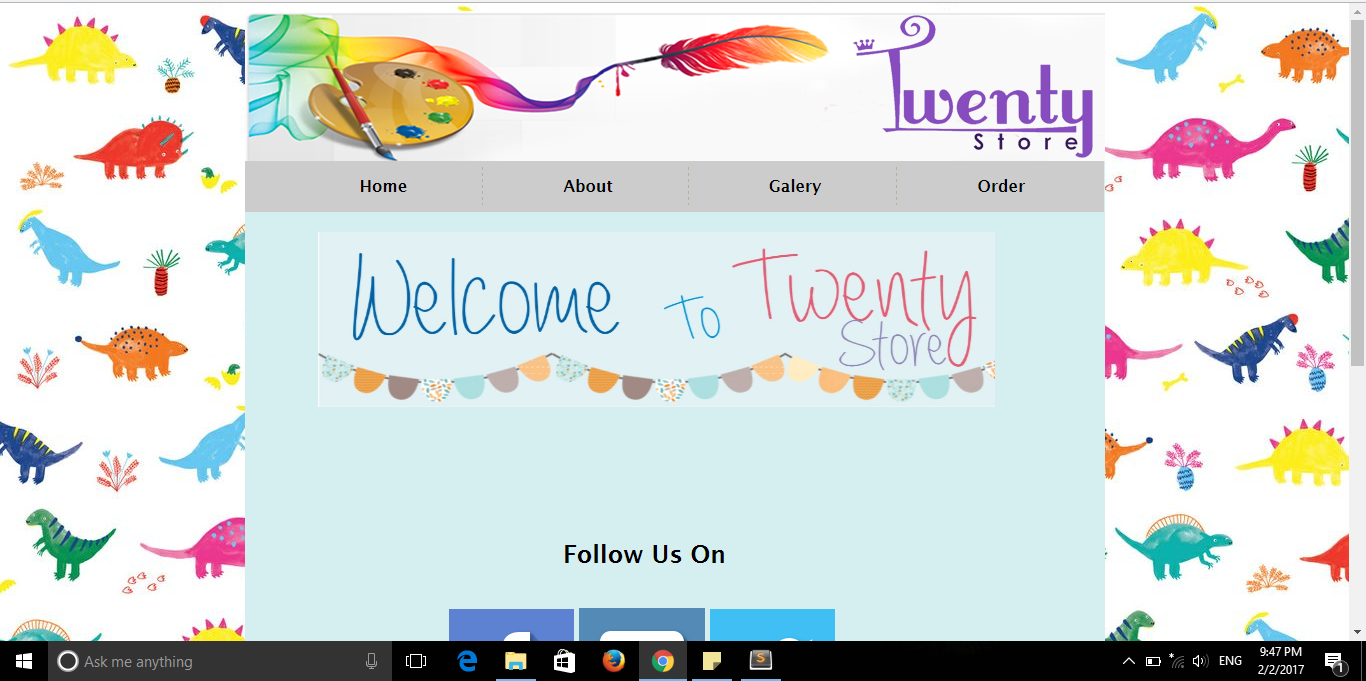 Twenty
Store
Home About Galery Order
Welcome To Twenty
Store
Follow Us On
Ask me anything
ENG
9:47 PM
2/2/2017
1